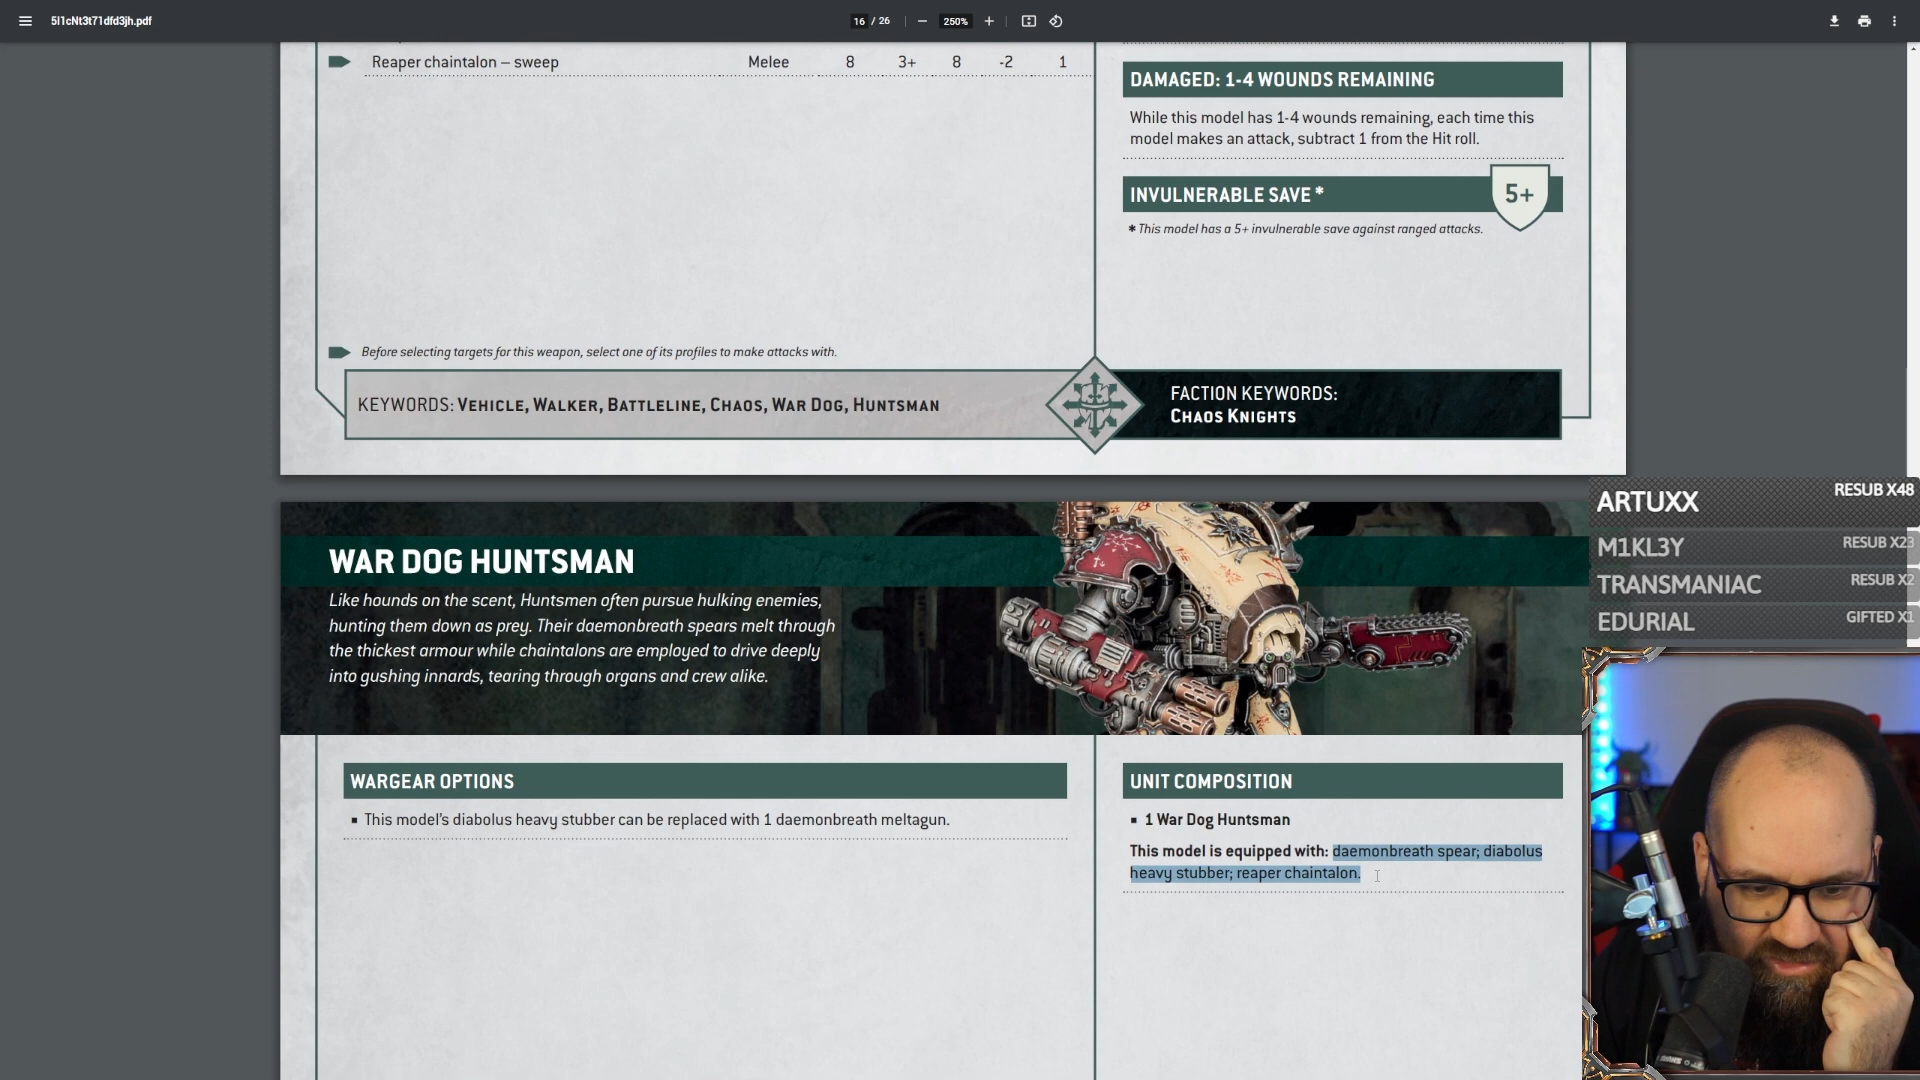 5l1cNt3t71dfd3jh.pdf
16 / 26
250%
Reaper chaintalon – sweep Melee 8 3+ 8 -2 1
Before selecting targets for this weapon, select one of its profiles to make attacks with.
KEYWORDS: VEHICLE, WALKER, BATTLELINE, CHAOS, WAR DOG, HUNTSMAN
DAMAGED: 1-4 WOUNDS REMAINING
While this model has 1-4 wounds remaining, each time this
model makes an attack, subtract 1 from the Hit roll.
INVULNERABLE SAVE * 5+
* This model has a 5+ invulnerable save against ranged attacks.
FACTION KEYWORDS:
CHAOS KNIGHTS
WAR DOG HUNTSMAN
Like hounds on the scent, Huntsmen often pursue hulking enemies,
hunting them down as prey. Their daemonbreath spears melt through
the thickest armour while chaintalons are employed to drive deeply
into gushing innards, tearing through organs and crew alike.
WARGEAR OPTIONS
▪ This model's diabolus heavy stubber can be replaced with 1 daemonbreath meltagun.
UNIT COMPOSITION
▪ 1 War Dog Huntsman
This model is equipped with: daemonbreath spear; diabolus
heavy stubber; reaper chaintalon.
ARTUXX RESUB X48
M1KL3Y RESUB X23
TRANSMANIAC RESUB X2
EDURIAL GIFTED X1